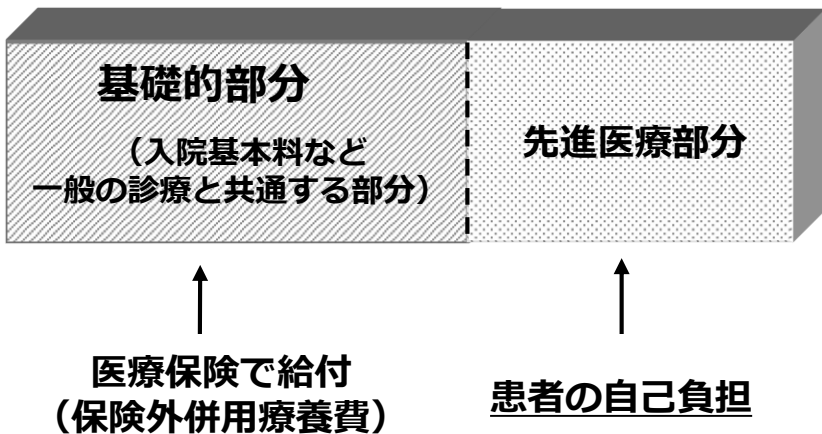 基礎的部分
（入院基本料など
一般の診療と共通する部分）
先進医療部分
医療保険で給付
（保険外併用療養費）
患者の自己負担